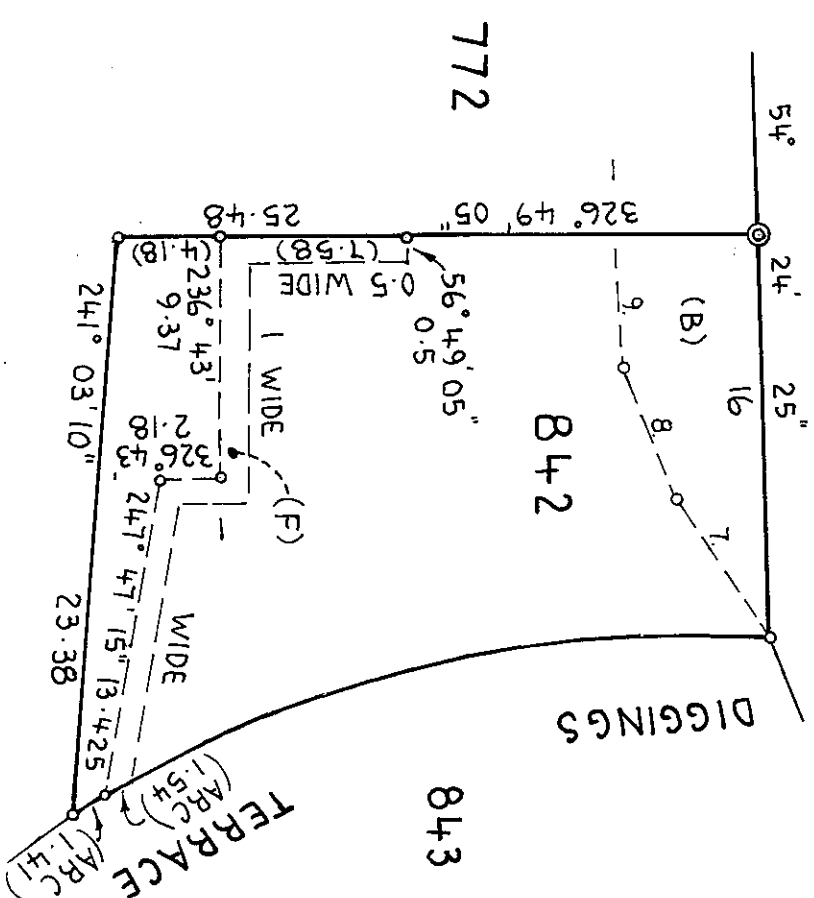 772
54°
24' 25"
16
326° 49' 05"
25·48
(7.58)
(4.18)
0.5 WIDE
56° 49' 05"
0.5
(B)
9.
8.
7.
842
236° 43'
9·37
1 WIDE
(F)
326° 43'
2.18
247° 47' 15" 13.425
WIDE
241° 03' 10"
23·38
DIGGINGS
TERRACE
843
(ARC)
(1.54)
(ARC
1.41)